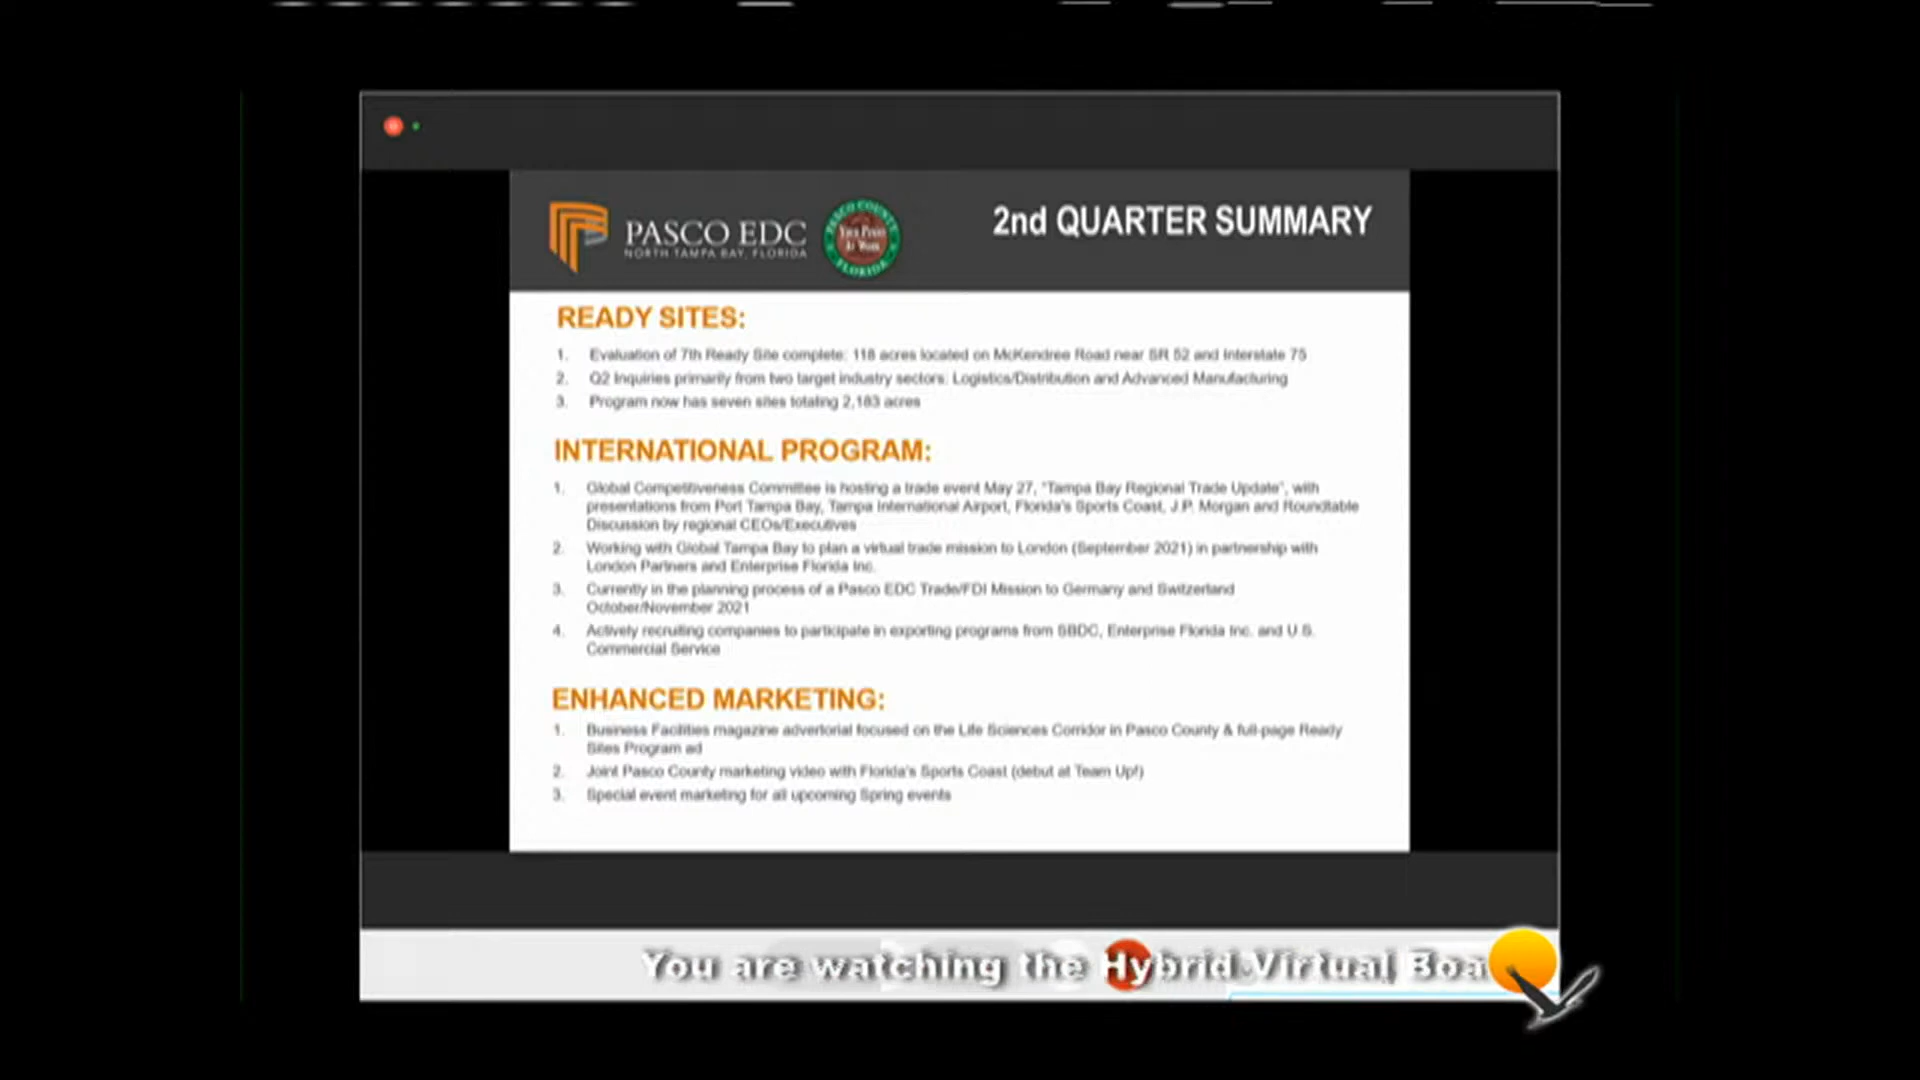 PASCO EDC
NORTH TAMPA BAY, FLORIDA
PASCO COUNTY
FLORIDA
2nd QUARTER SUMMARY
READY SITES:
1. Evaluation of 7th Ready Site complete: 118 acres located on McKendree Road near SR 52 and Interstate 75
2. Q2 Inquiries primarily from two target industry sectors: Logistics/Distribution and Advanced Manufacturing
3. Program now has seven sites totaling 2,183 acres
INTERNATIONAL PROGRAM:
1. Global Competitiveness Committee is hosting a trade event May 27, "Tampa Bay Regional Trade Update", with
presentations from Port Tampa Bay, Tampa International Airport, Florida's Sports Coast, J.P. Morgan and Roundtable
Discussion by regional CEOs/Executives
2. Working with Global Tampa Bay to plan a virtual trade mission to London (September 2021) in partnership with
London Partners and Enterprise Florida Inc.
3. Currently in the planning process of a Pasco EDC Trade/FDI Mission to Germany and Switzerland
October/November 2021
4. Actively recruiting companies to participate in exporting programs from SBDC, Enterprise Florida Inc. and U.S.
Commercial Service
ENHANCED MARKETING:
1. Business Facilities magazine advertorial focused on the Life Sciences Corridor in Pasco County & full-page Ready
Sites Program ad
2. Joint Pasco County marketing video with Florida's Sports Coast (debut at Team Up!)
3. Special event marketing for all upcoming Spring events
You are watching the Hybrid Virtual Boa